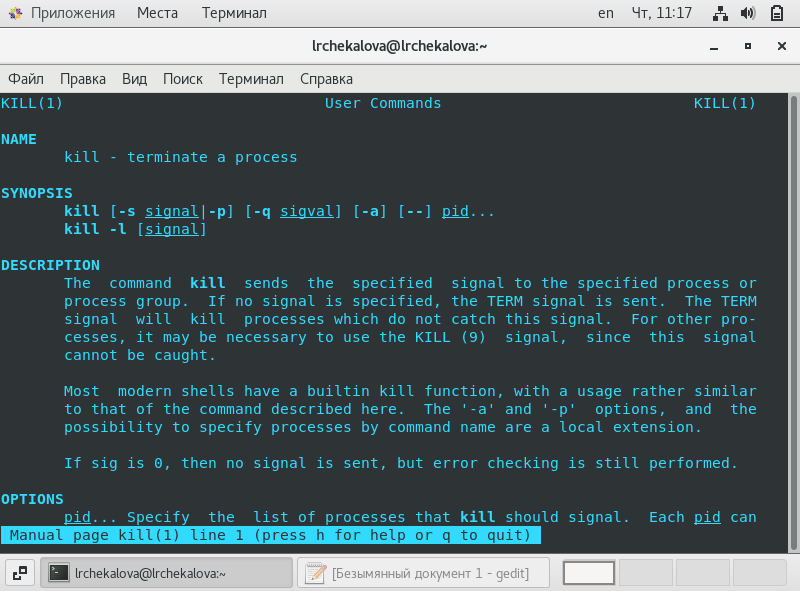 Приложения Места Терминал en Чт, 11:17
lrchekalova@lrchekalova:~
Файл Правка Вид Поиск Терминал Справка
KILL(1) User Commands KILL(1)
NAME
kill - terminate a process
SYNOPSIS
kill [-s signal|-p] [-q sigval] [-a] [--] pid...
kill -l [signal]
DESCRIPTION
The command kill sends the specified signal to the specified process or
process group. If no signal is specified, the TERM signal is sent. The TERM
signal will kill processes which do not catch this signal. For other pro-
cesses, it may be necessary to use the KILL (9) signal, since this signal
cannot be caught.
Most modern shells have a builtin kill function, with a usage rather similar
to that of the command described here. The '-a' and '-p' options, and the
possibility to specify processes by command name are a local extension.
If sig is 0, then no signal is sent, but error checking is still performed.
OPTIONS
pid... Specify the list of processes that kill should signal. Each pid can
Manual page kill(1) line 1 (press h for help or q to quit)
lrchekalova@lrchekalova:~ [Безымянный документ 1 - gedit]